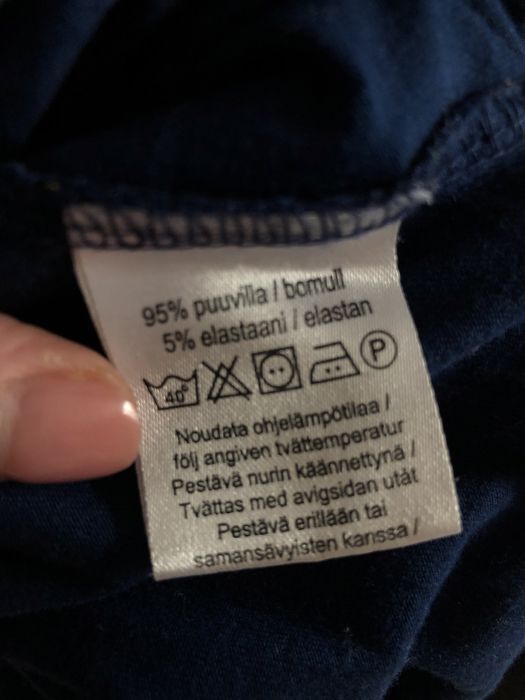 95% puuvilla / bomull
5% elastaani / elastan
40° P
Noudata ohjelämpötilaa /
följ angiven tvättemperatur
Pestävä nurin käännettynä /
Tvättas med avigsidan utåt
Pestävä erillään tai
samansävyisten kanssa /